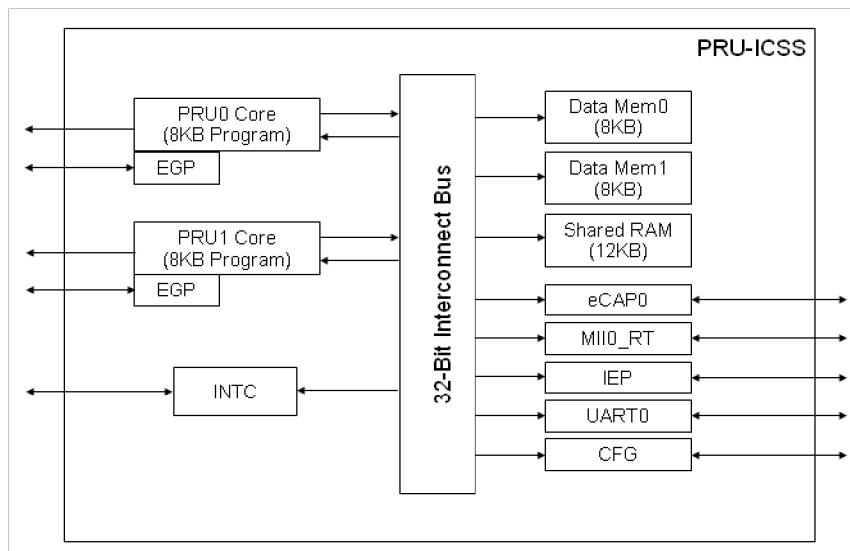 PRU-ICSS
PRU0 Core
(8KB Program)
EGP
PRU1 Core
(8KB Program)
EGP
INTC
32-Bit Interconnect Bus
Data Mem0
(8KB)
Data Mem1
(8KB)
Shared RAM
(12KB)
eCAP0
MII0_RT
IEP
UART0
CFG